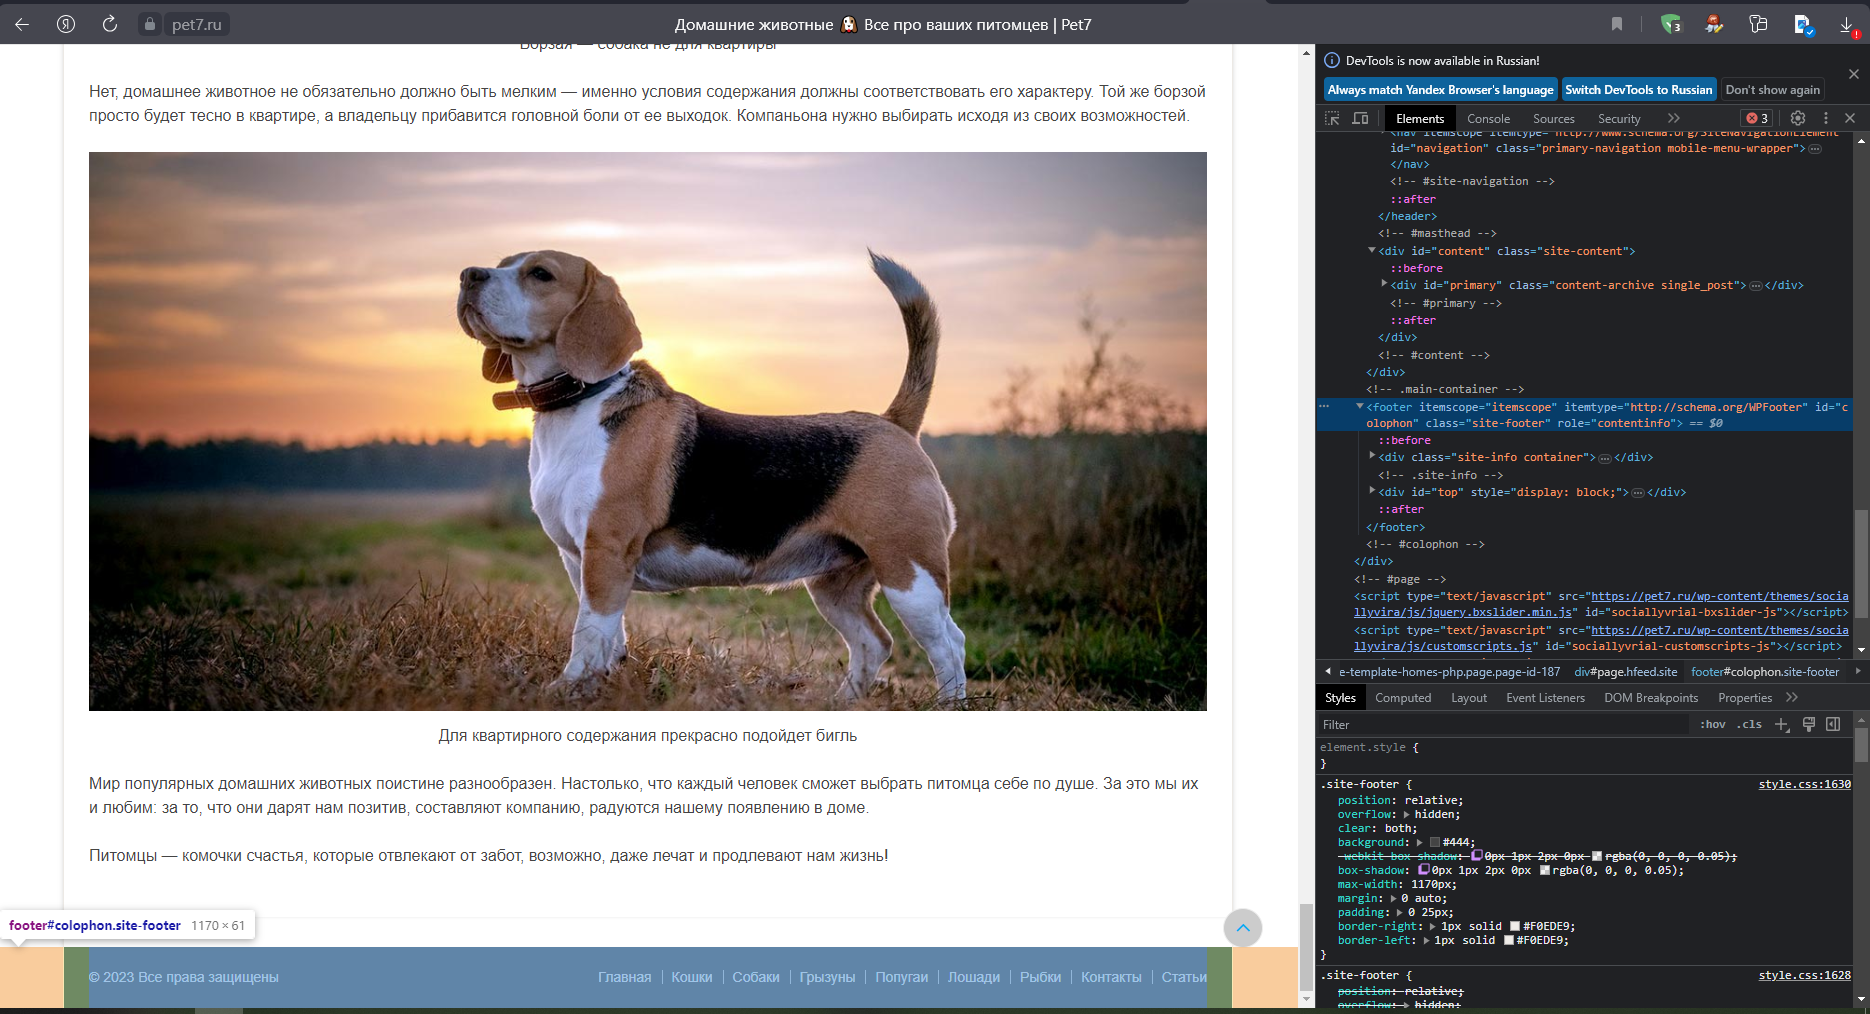 pet7.ru
Домашние животные 🐶 Все про ваших питомцев | Pet7
3
Борзая — собака не для квартиры
Нет, домашнее животное не обязательно должно быть мелким — именно условия содержания должны соответствовать его характеру. Той же борзой
просто будет тесно в квартире, а владельцу прибавится головной боли от ее выходок. Компаньона нужно выбирать исходя из своих возможностей.
Для квартирного содержания прекрасно подойдет бигль
Мир популярных домашних животных поистине разнообразен. Настолько, что каждый человек сможет выбрать питомца себе по душе. За это мы их
и любим: за то, что они дарят нам позитив, составляют компанию, радуются нашему появлению в доме.
Питомцы — комочки счастья, которые отвлекают от забот, возможно, даже лечат и продлевают нам жизнь!
footer#colophon.site-footer 1170 × 61
© 2023 Все права защищены
Главная | Кошки | Собаки | Грызуны | Попугаи | Лошади | Рыбки | Контакты | Статьи
DevTools is now available in Russian!
Always match Yandex Browser's language Switch DevTools to Russian Don't show again
Elements Console Sources Security 3
<nav itemscope itemtype="http://www.schema.org/SiteNavigationElement"
id="navigation" class="primary-navigation mobile-menu-wrapper">…
</nav>
<!-- #site-navigation -->
::after
</header>
<!-- #masthead -->
<div id="content" class="site-content">
::before
<div id="primary" class="content-archive single_post">…</div>
<!-- #primary -->
::after
</div>
<!-- #content -->
</div>
<!-- .main-container -->
<footer itemscope="itemscope" itemtype="http://schema.org/WPFooter" id="c
olophon" class="site-footer" role="contentinfo"> == $0
::before
<div class="site-info container">…</div>
<!-- .site-info -->
<div id="top" style="display: block;">…</div>
::after
</footer>
<!-- #colophon -->
</div>
<!-- #page -->
<script type="text/javascript" src="https://pet7.ru/wp-content/themes/socia
llyvira/js/jquery.bxslider.min.js" id="sociallyvrial-bxslider-js"></script>
<script type="text/javascript" src="https://pet7.ru/wp-content/themes/socia
llyvira/js/customscripts.js" id="sociallyvrial-customscripts-js"></script>
e-template-homes-php.page.page-id-187 div#page.hfeed.site footer#colophon.site-footer
Styles Computed Layout Event Listeners DOM Breakpoints Properties
Filter :hov .cls
element.style {
}
.site-footer { style.css:1630
position: relative;
overflow: hidden;
clear: both;
background: #444;
-webkit-box-shadow: 0px 1px 2px 0px rgba(0, 0, 0, 0.05);
box-shadow: 0px 1px 2px 0px rgba(0, 0, 0, 0.05);
max-width: 1170px;
margin: 0 auto;
padding: 0 25px;
border-right: 1px solid #F0EDE9;
border-left: 1px solid #F0EDE9;
}
.site-footer { style.css:1628
position: relative;
overflow: hidden;